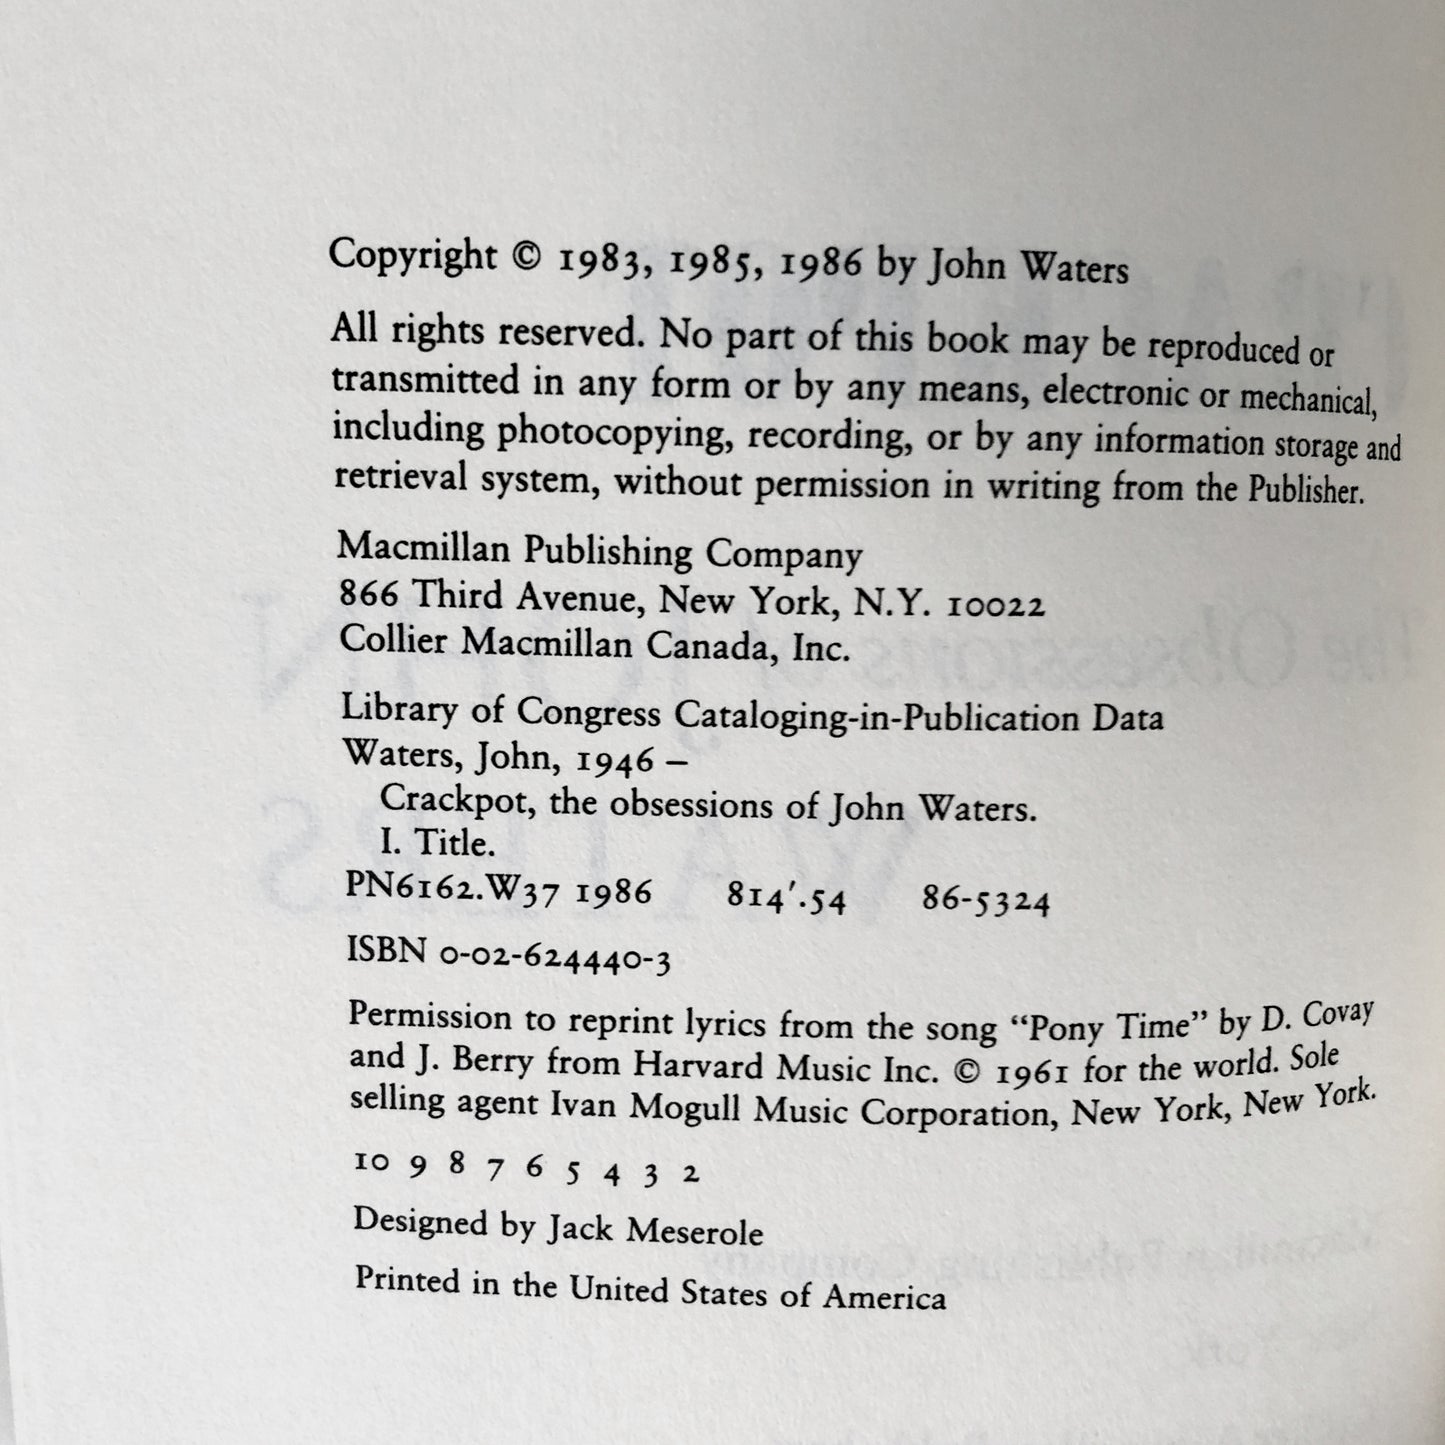 Copyright © 1983, 1985, 1986 by John Waters
All rights reserved. No part of this book may be reproduced or
transmitted in any form or by any means, electronic or mechanical,
including photocopying, recording, or by any information storage and
retrieval system, without permission in writing from the Publisher.
Macmillan Publishing Company
866 Third Avenue, New York, N.Y. 10022
Collier Macmillan Canada, Inc.
Library of Congress Cataloging-in-Publication Data
Waters, John, 1946 –
Crackpot, the obsessions of John Waters.
I. Title.
PN6162.W37 1986 814′.54 86-5324
ISBN 0-02-624440-3
Permission to reprint lyrics from the song “Pony Time” by D. Covay
and J. Berry from Harvard Music Inc. © 1961 for the world. Sole
selling agent Ivan Mogull Music Corporation, New York, New York.
10 9 8 7 6 5 4 3 2
Designed by Jack Meserole
Printed in the United States of America